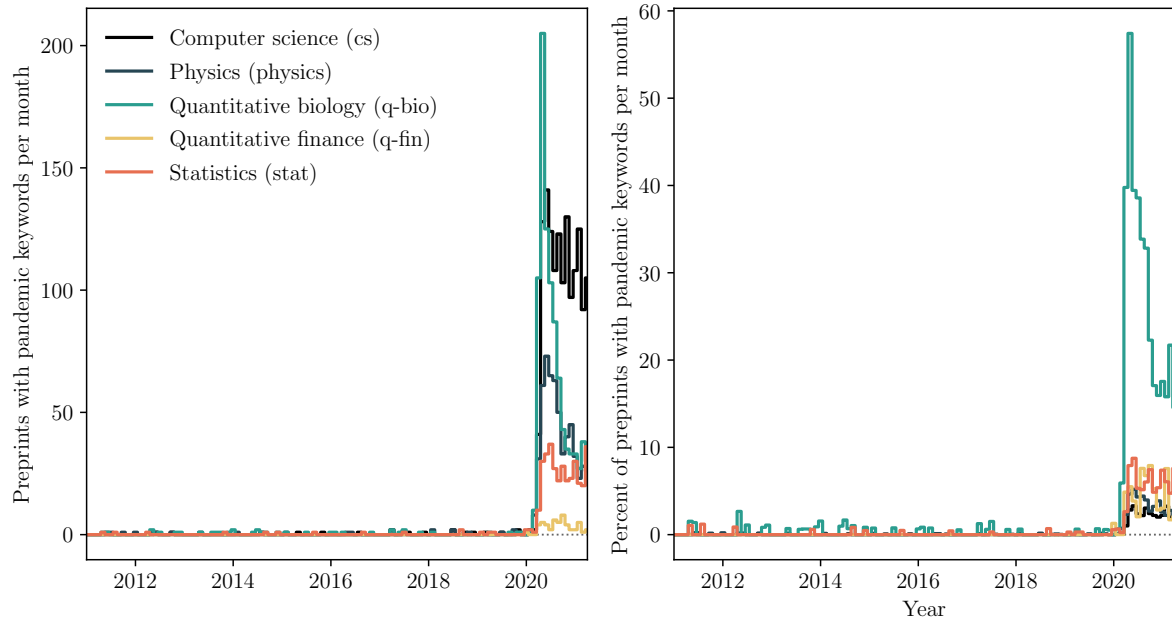 Preprints with pandemic keywords per month
200
150
100
50
0
Computer science (cs)
Physics (physics)
Quantitative biology (q-bio)
Quantitative finance (q-fin)
Statistics (stat)
2012
2014
2016
2018
2020
Percent of preprints with pandemic keywords per month
60
50
40
30
20
10
0
2012
2014
2016
2018
2020
Year